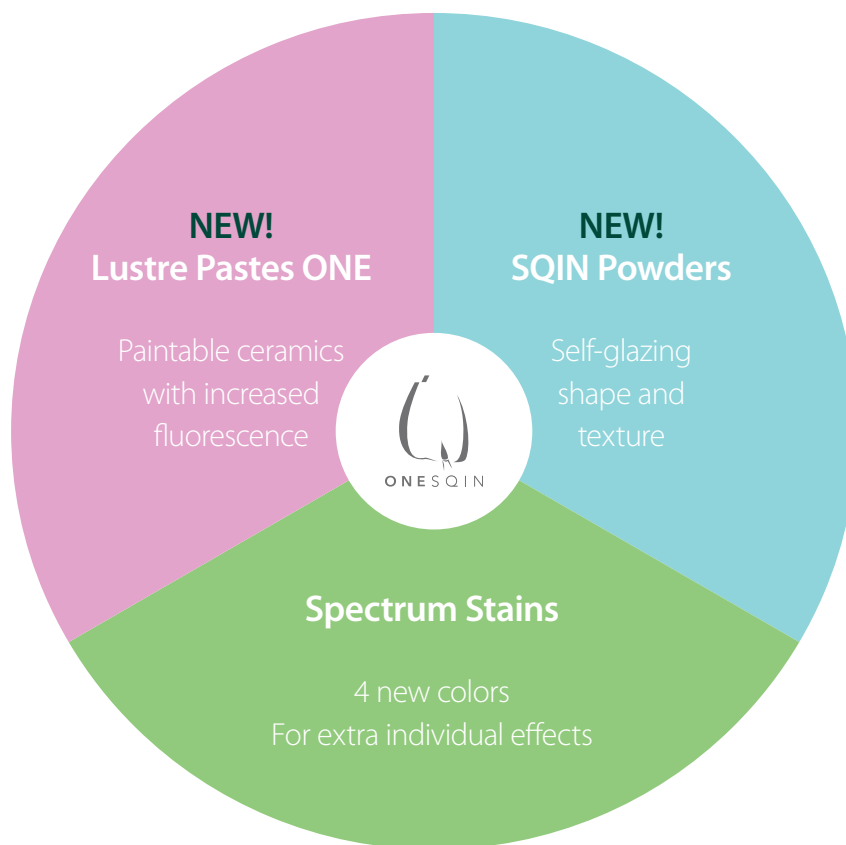 NEW!
Lustre Pastes ONE
Paintable ceramics
with increased
fluorescence
NEW!
SQIN Powders
Self-glazing
shape and
texture
ONESQIN
Spectrum Stains
4 new colors
For extra individual effects